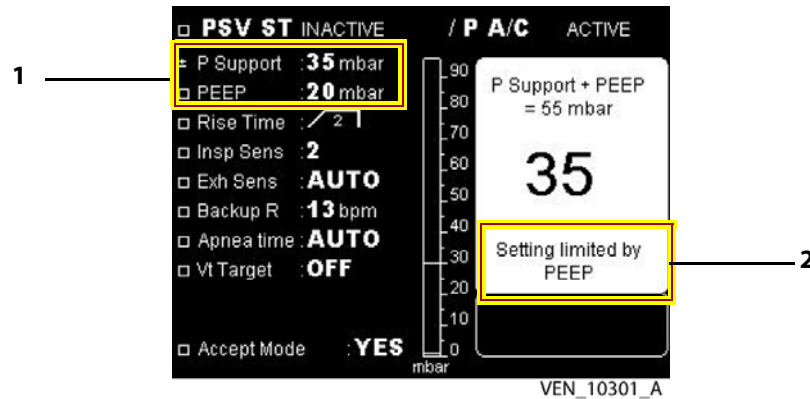 PSV ST INACTIVE / P A/C ACTIVE
1
P Support :35 mbar
PEEP :20 mbar
Rise Time : 2
Insp Sens :2
Exh Sens :AUTO
Backup R :13 bpm
Apnea time :AUTO
Vt Target :OFF
Accept Mode :YES
90
80
70
60
50
40
30
20
10
0
mbar
P Support + PEEP
= 55 mbar
35
Setting limited by
PEEP
2
VEN_10301_A